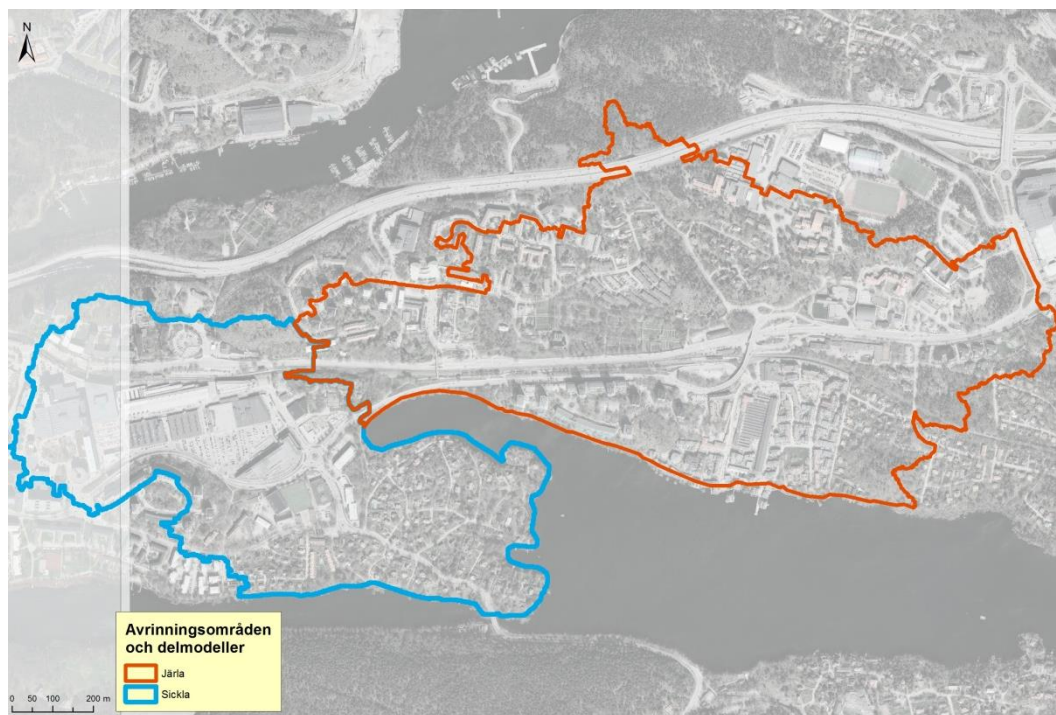 N
Avrinningsområden
och delmodeller
Järla
Sickla
0 50 100 200 m